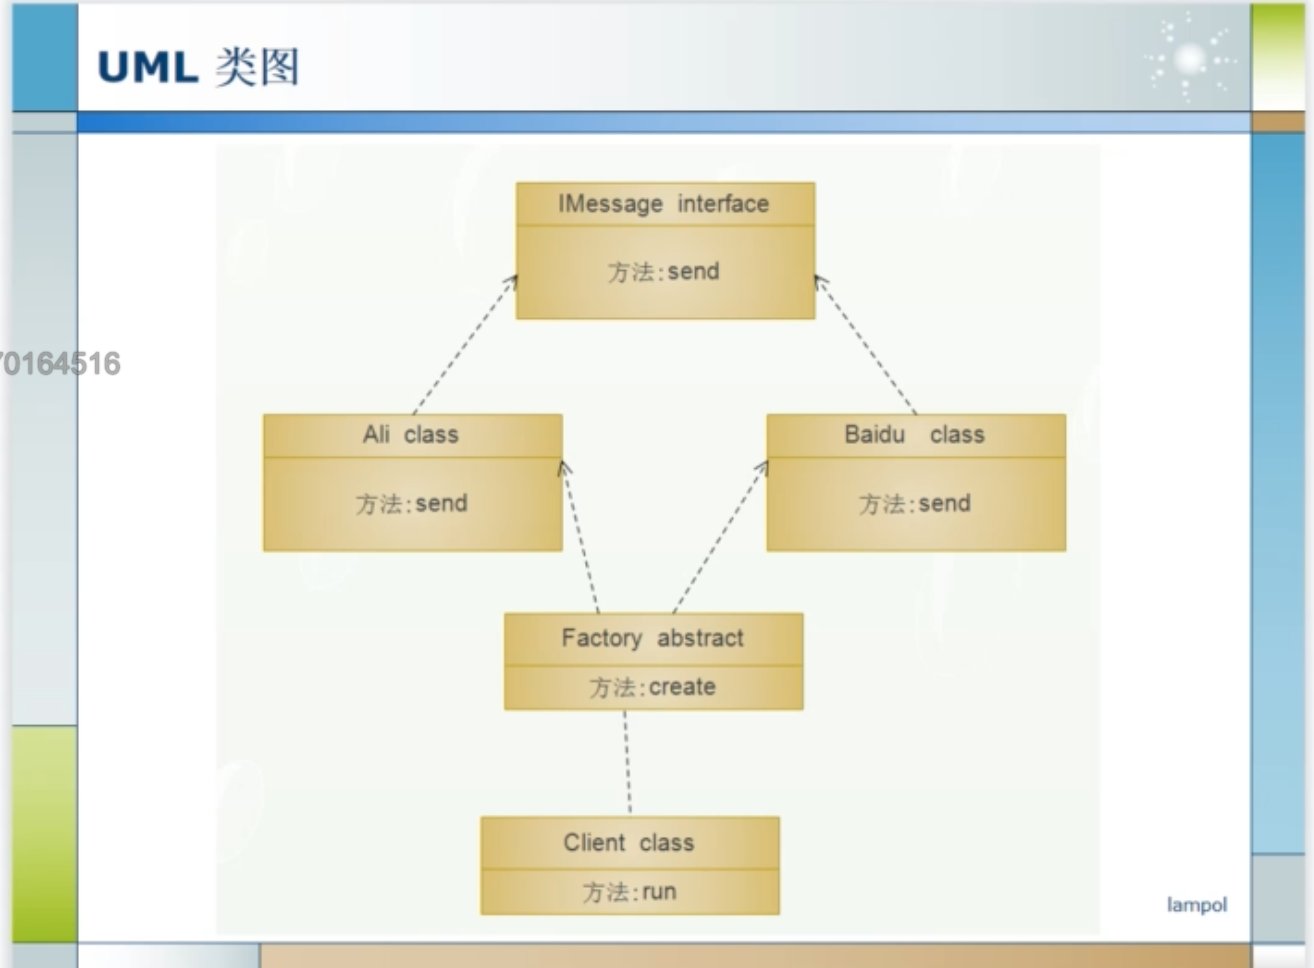 UML 类图
IMessage interface
方法:send
70164516
Ali class
Baidu class
方法:send
方法:send
Factory abstract
方法:create
Client class
方法:run
lampol